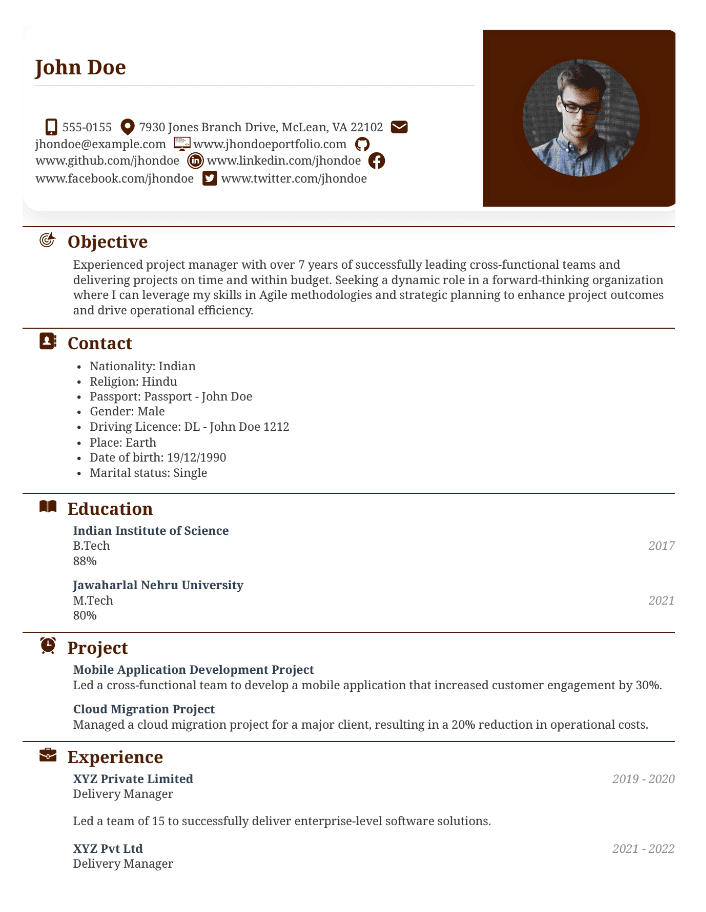 John Doe
555-0155 7930 Jones Branch Drive, McLean, VA 22102
jhondoe@example.com www.jhondoeportfolio.com
www.github.com/jhondoe www.linkedin.com/jhondoe
www.facebook.com/jhondoe www.twitter.com/jhondoe
Objective
Experienced project manager with over 7 years of successfully leading cross-functional teams and
delivering projects on time and within budget. Seeking a dynamic role in a forward-thinking organization
where I can leverage my skills in Agile methodologies and strategic planning to enhance project outcomes
and drive operational efficiency.
Contact
• Nationality: Indian
• Religion: Hindu
• Passport: Passport - John Doe
• Gender: Male
• Driving Licence: DL - John Doe 1212
• Place: Earth
• Date of birth: 19/12/1990
• Marital status: Single
Education
Indian Institute of Science
B.Tech 2017
88%
Jawaharlal Nehru University
M.Tech 2021
80%
Project
Mobile Application Development Project
Led a cross-functional team to develop a mobile application that increased customer engagement by 30%.
Cloud Migration Project
Managed a cloud migration project for a major client, resulting in a 20% reduction in operational costs.
Experience
XYZ Private Limited 2019 - 2020
Delivery Manager
Led a team of 15 to successfully deliver enterprise-level software solutions.
XYZ Pvt Ltd 2021 - 2022
Delivery Manager